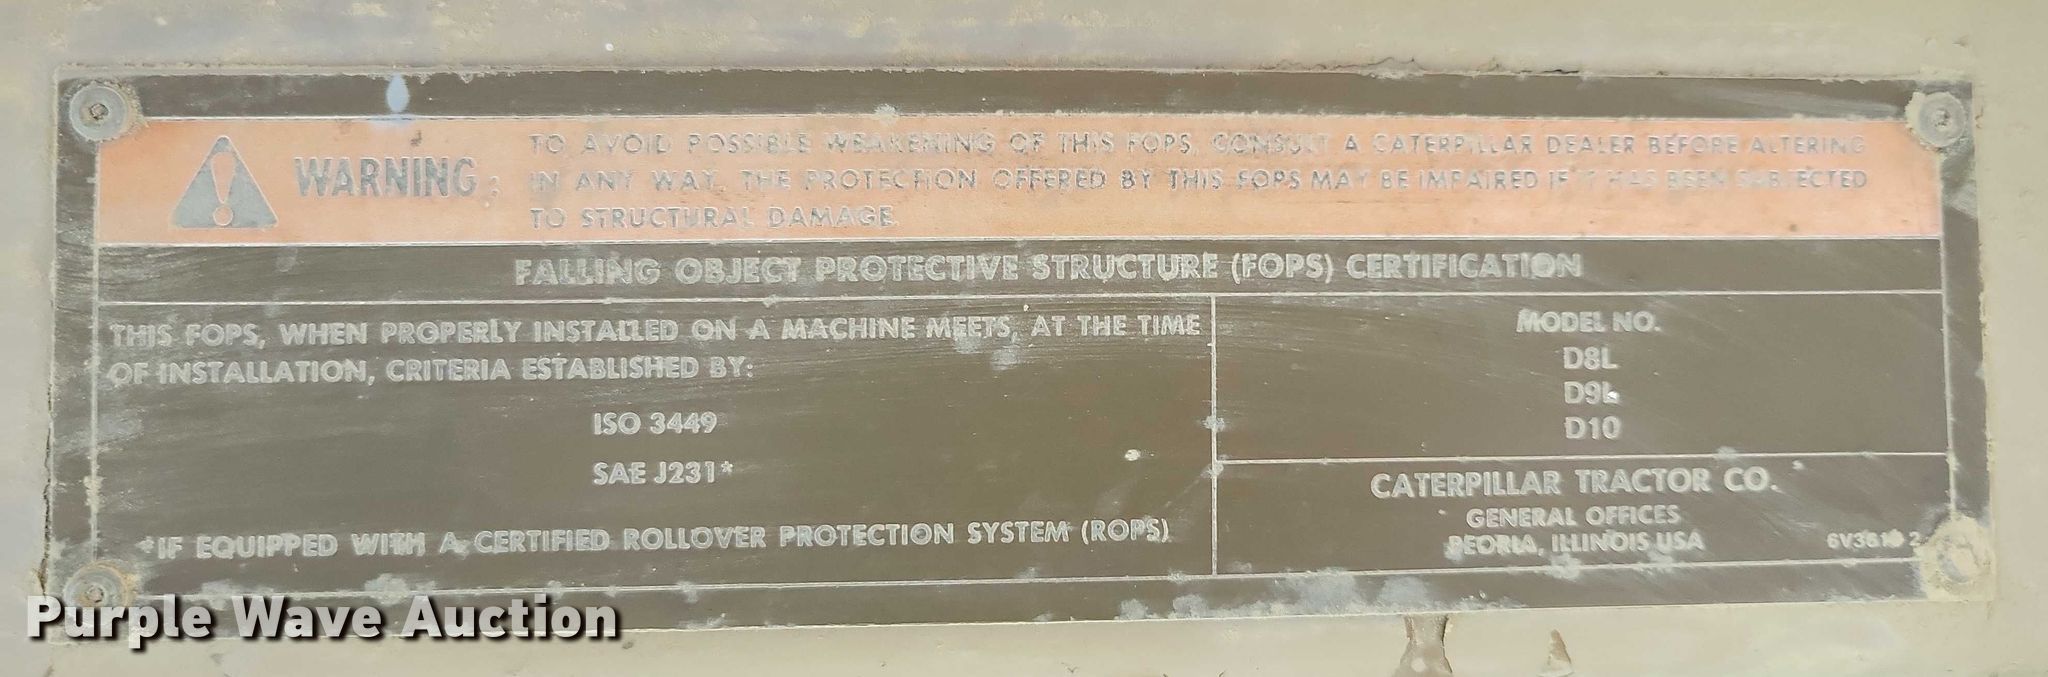 WARNING:
TO AVOID POSSIBLE WEAKENING OF THIS FOPS, CONSULT A CATERPILLAR DEALER BEFORE ALTERING
IN ANY WAY. THE PROTECTION OFFERED BY THIS FOPS MAY BE IMPAIRED IF IT HAS BEEN SUBJECTED
TO STRUCTURAL DAMAGE.
FALLING OBJECT PROTECTIVE STRUCTURE (FOPS) CERTIFICATION
THIS FOPS, WHEN PROPERLY INSTALLED ON A MACHINE MEETS, AT THE TIME
OF INSTALLATION, CRITERIA ESTABLISHED BY:
ISO 3449
SAE J231*
*IF EQUIPPED WITH A CERTIFIED ROLLOVER PROTECTION SYSTEM (ROPS)
MODEL NO.
D8L
D9L
D10
CATERPILLAR TRACTOR CO.
GENERAL OFFICES
PEORIA, ILLINOIS USA
Purple Wave Auction